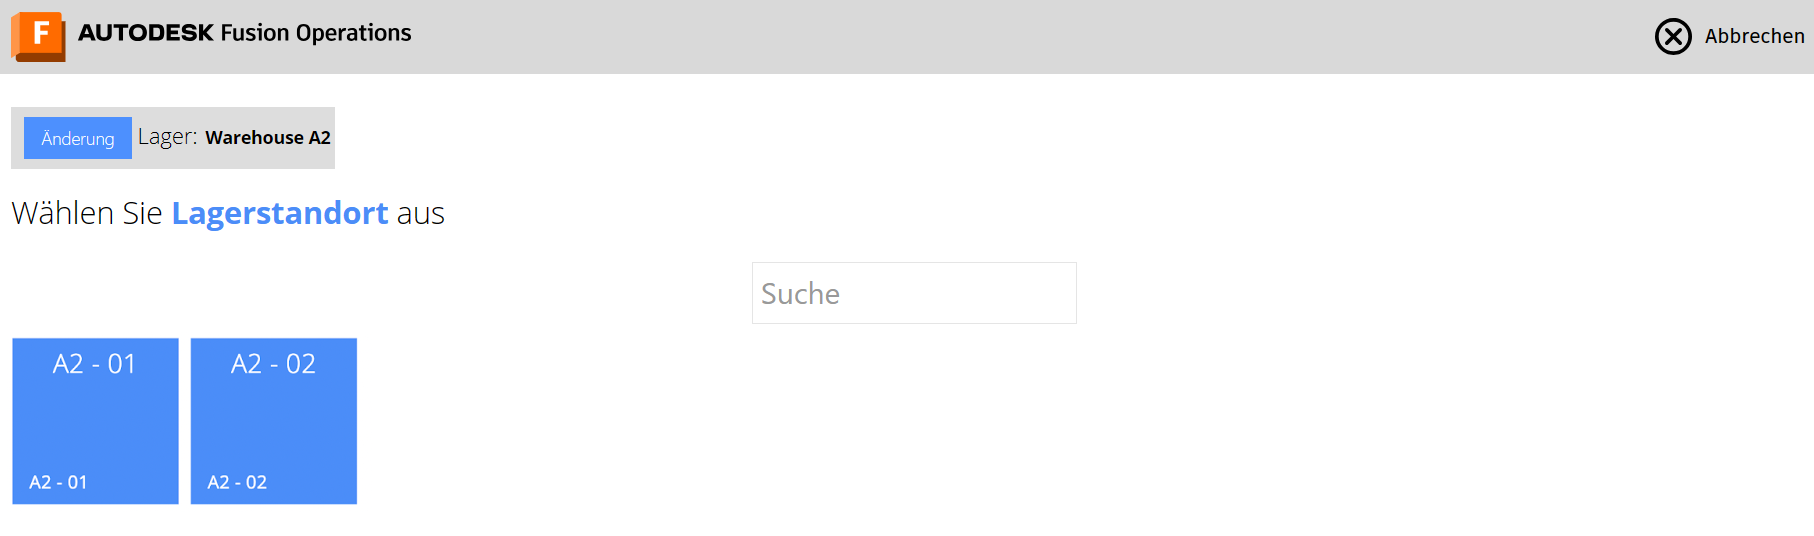 F AUTODESK Fusion Operations
Abbrechen
Änderung Lager: Warehouse A2
Wählen Sie Lagerstandort aus
Suche
A2 - 01
A2 - 01
A2 - 02
A2 - 02